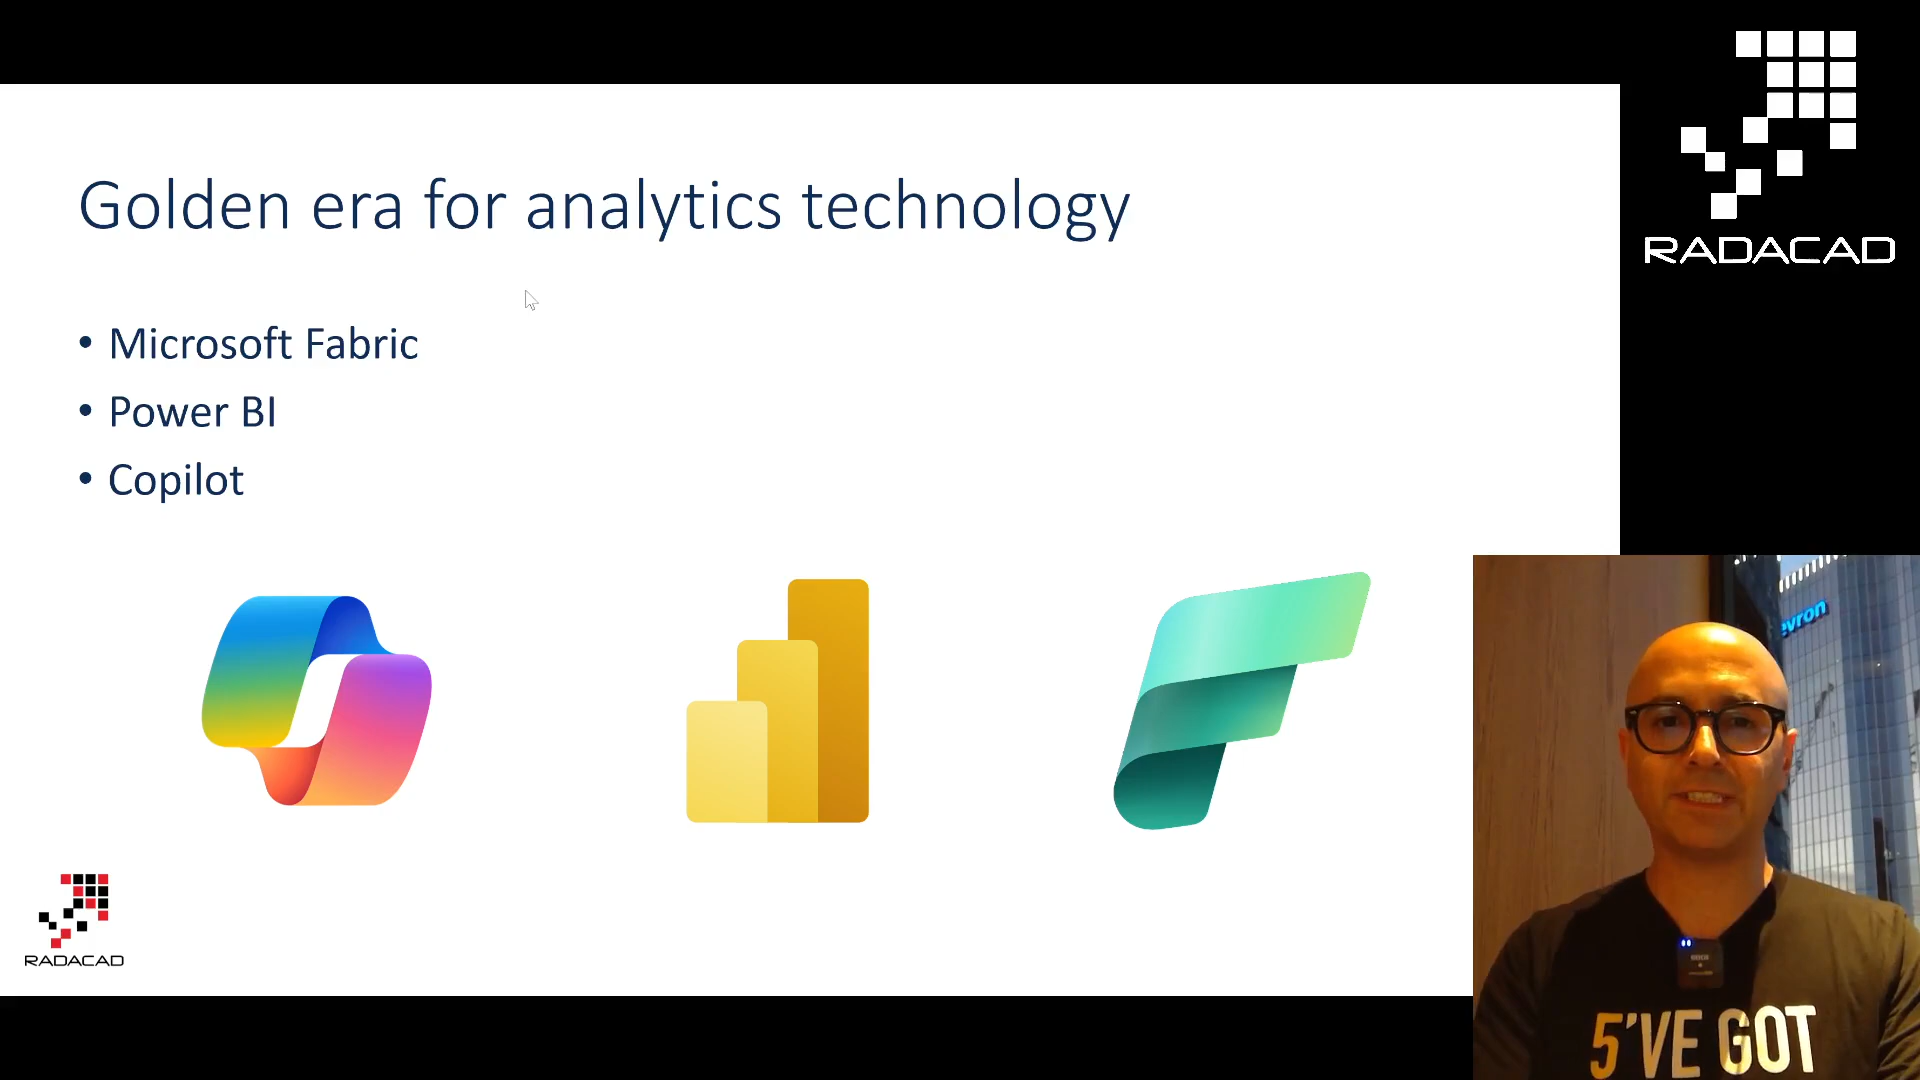 Golden era for analytics technology
• Microsoft Fabric
• Power BI
• Copilot
RADACAD
RADACAD
5'VE GOT